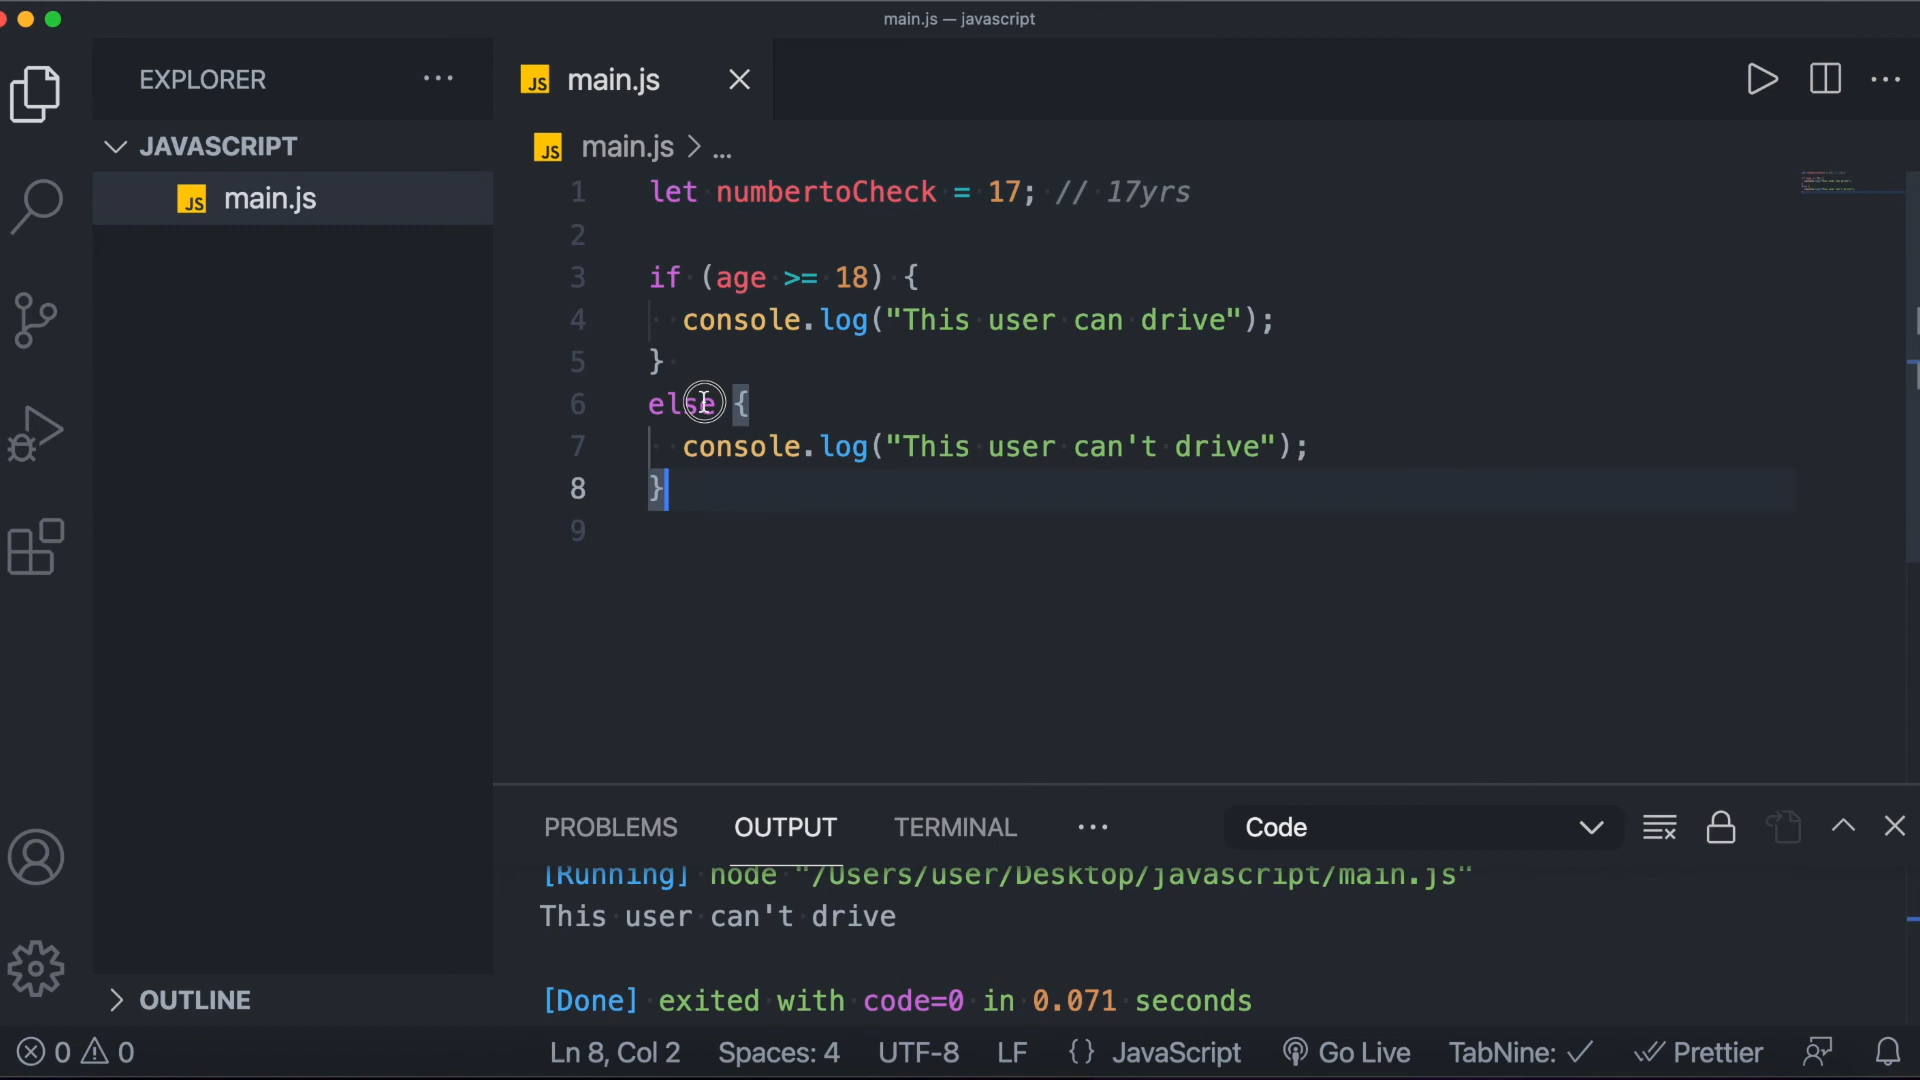 main.js — javascript
EXPLORER
JS main.js
JAVASCRIPT
JS main.js
JS main.js > ...
1 let numbertoCheck = 17; // 17yrs
2
3 if (age >= 18) {
4 console.log("This user can drive");
5 }
6 else {
7 console.log("This user can't drive");
8 }
9
PROBLEMS OUTPUT TERMINAL ... Code
[Running] node "/Users/user/Desktop/javascript/main.js"
This user can't drive
[Done] exited with code=0 in 0.071 seconds
OUTLINE
0 0 Ln 8, Col 2 Spaces: 4 UTF-8 LF {} JavaScript Go Live TabNine: ✓ Prettier